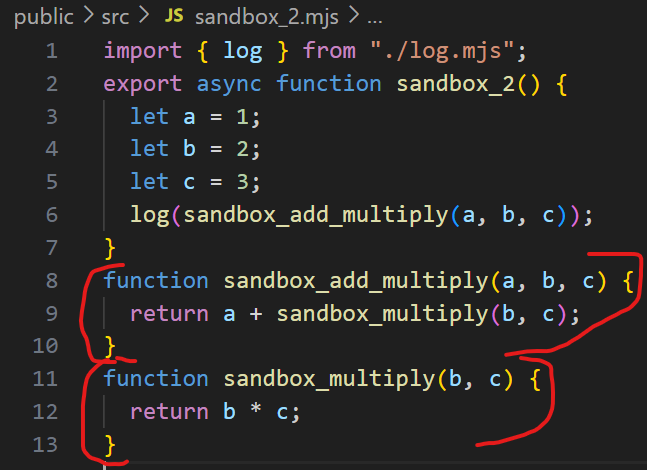 public > src > JS sandbox_2.mjs > ...
1 import { log } from "./log.mjs";
2 export async function sandbox_2() {
3 let a = 1;
4 let b = 2;
5 let c = 3;
6 log(sandbox_add_multiply(a, b, c));
7 }
8 function sandbox_add_multiply(a, b, c) {
9 return a + sandbox_multiply(b, c);
10 }
11 function sandbox_multiply(b, c) {
12 return b * c;
13 }